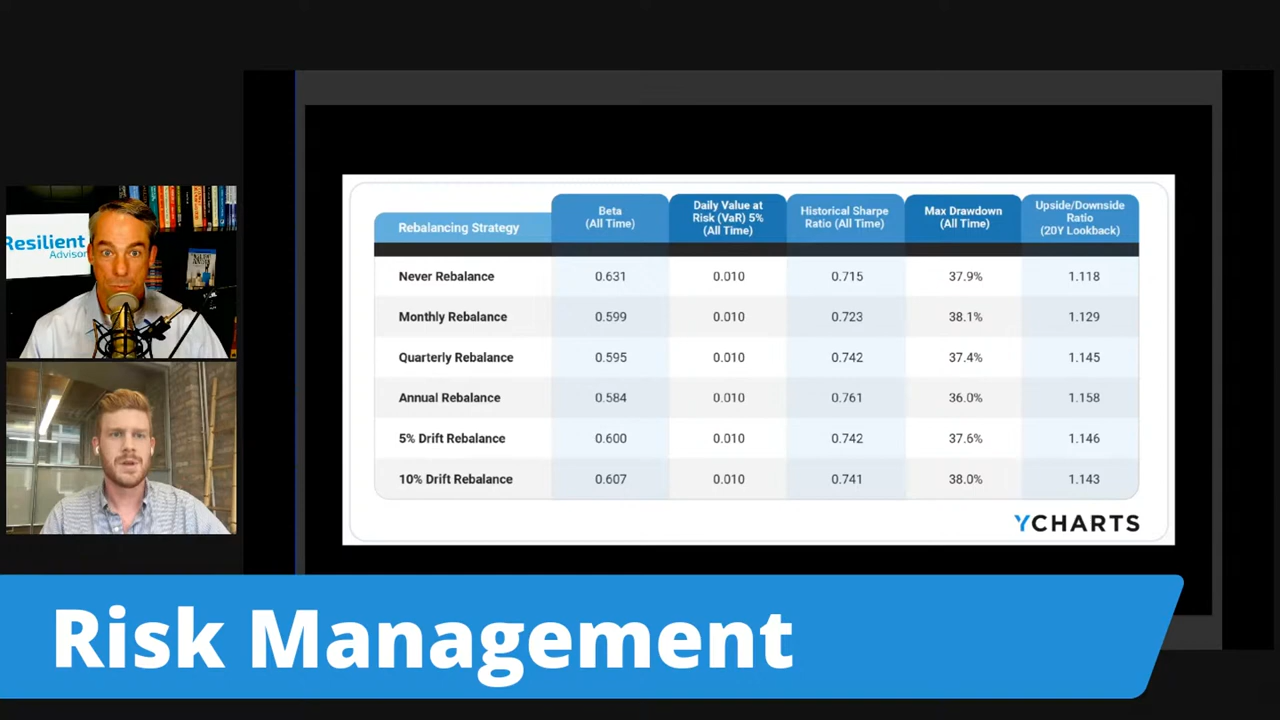 Resilient
Advisor
Rebalancing Strategy
Beta
(All Time)
Daily Value at
Risk (VaR) 5%
(All Time)
Historical Sharpe
Ratio (All Time)
Max Drawdown
(All Time)
Upside/Downside
Ratio
(20Y Lookback)
Never Rebalance 0.631 0.010 0.715 37.9% 1.118
Monthly Rebalance 0.599 0.010 0.723 38.1% 1.129
Quarterly Rebalance 0.595 0.010 0.742 37.4% 1.145
Annual Rebalance 0.584 0.010 0.761 36.0% 1.158
5% Drift Rebalance 0.600 0.010 0.742 37.6% 1.146
10% Drift Rebalance 0.607 0.010 0.741 38.0% 1.143
YCHARTS
Risk Management